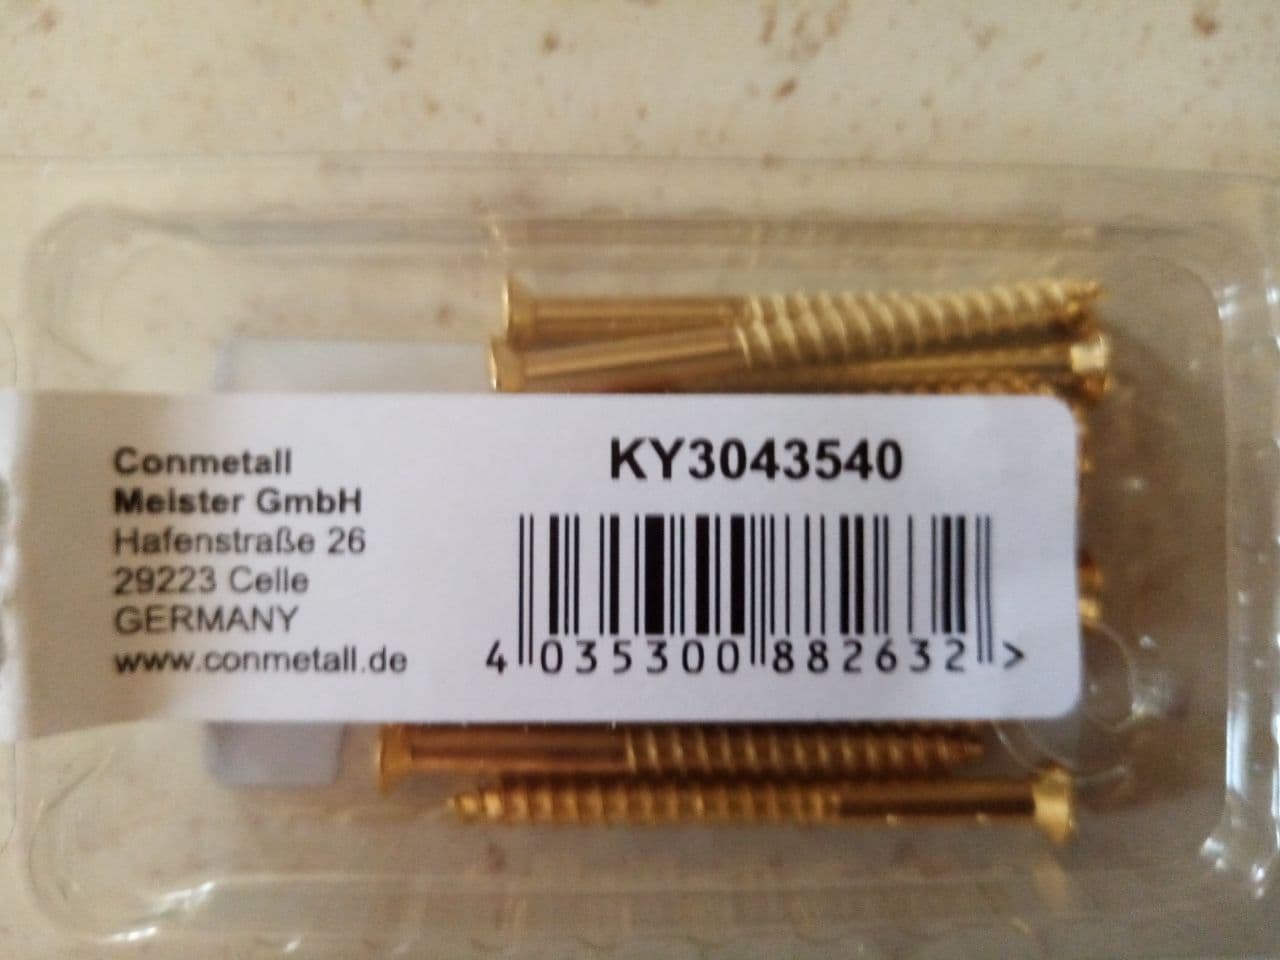 Conmetall
Meister GmbH
Hafenstraße 26
29223 Celle
GERMANY
www.conmetall.de
KY3043540
4 035300 882632 >